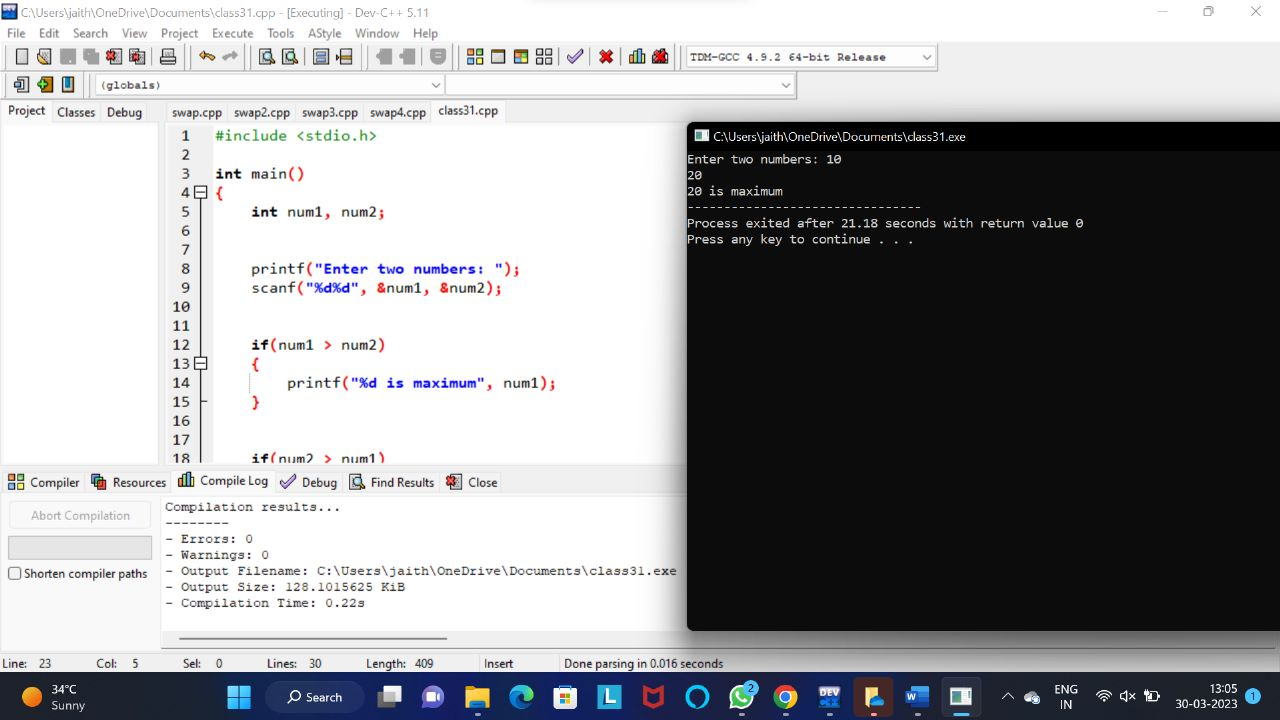 C:\Users\jaith\OneDrive\Documents\class31.cpp - [Executing] - Dev-C++ 5.11
File Edit Search View Project Execute Tools AStyle Window Help
TDM-GCC 4.9.2 64-bit Release
(globals)
Project Classes Debug
swap.cpp swap2.cpp swap3.cpp swap4.cpp class31.cpp
1 #include <stdio.h>
2
3 int main()
4 {
5 int num1, num2;
6
7
8 printf("Enter two numbers: ");
9 scanf("%d%d", &num1, &num2);
10
11
12 if(num1 > num2)
13 {
14 printf("%d is maximum", num1);
15 }
16
17
18 if(num2 > num1)
C:\Users\jaith\OneDrive\Documents\class31.exe
Enter two numbers: 10
20
20 is maximum
--------------------------------
Process exited after 21.18 seconds with return value 0
Press any key to continue . . .
Compiler Resources Compile Log Debug Find Results Close
Abort Compilation
Shorten compiler paths
Compilation results...
--------
- Errors: 0
- Warnings: 0
- Output Filename: C:\Users\jaith\OneDrive\Documents\class31.exe
- Output Size: 128.1015625 KiB
- Compilation Time: 0.22s
Line: 23 Col: 5 Sel: 0 Lines: 30 Length: 409 Insert Done parsing in 0.016 seconds
34°C
Sunny
Search
L
DEV
C++
2
W
ENG
IN
13:05
30-03-2023
1